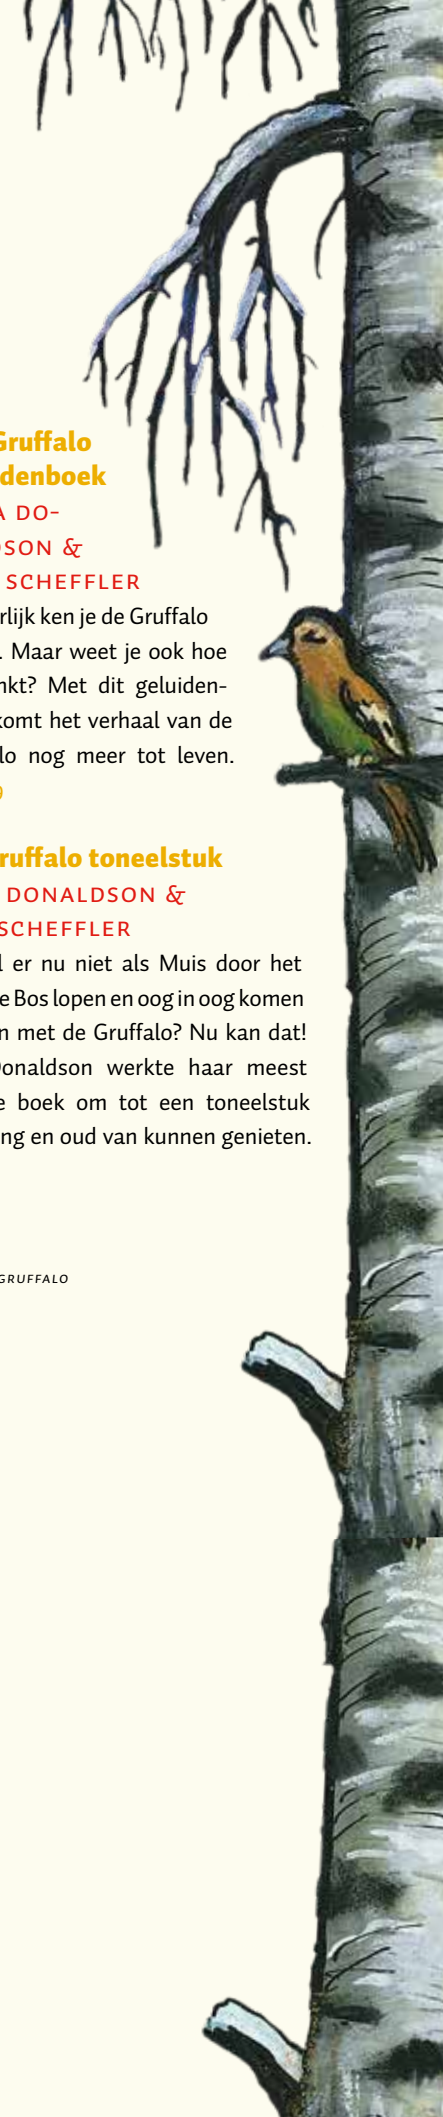 Gruffalo
denboek
A DO-
SON &
SCHEFFLER
rlijk ken je de Gruffalo
. Maar weet je ook hoe
nkt? Met dit geluiden-
komt het verhaal van de
lo nog meer tot leven.
ruffalo toneelstuk
DONALDSON &
SCHEFFLER
l er nu niet als Muis door het
e Bos lopen en oog in oog komen
n met de Gruffalo? Nu kan dat!
Donaldson werkte haar meest
e boek om tot een toneelstuk
ng en oud van kunnen genieten.
GRUFFALO